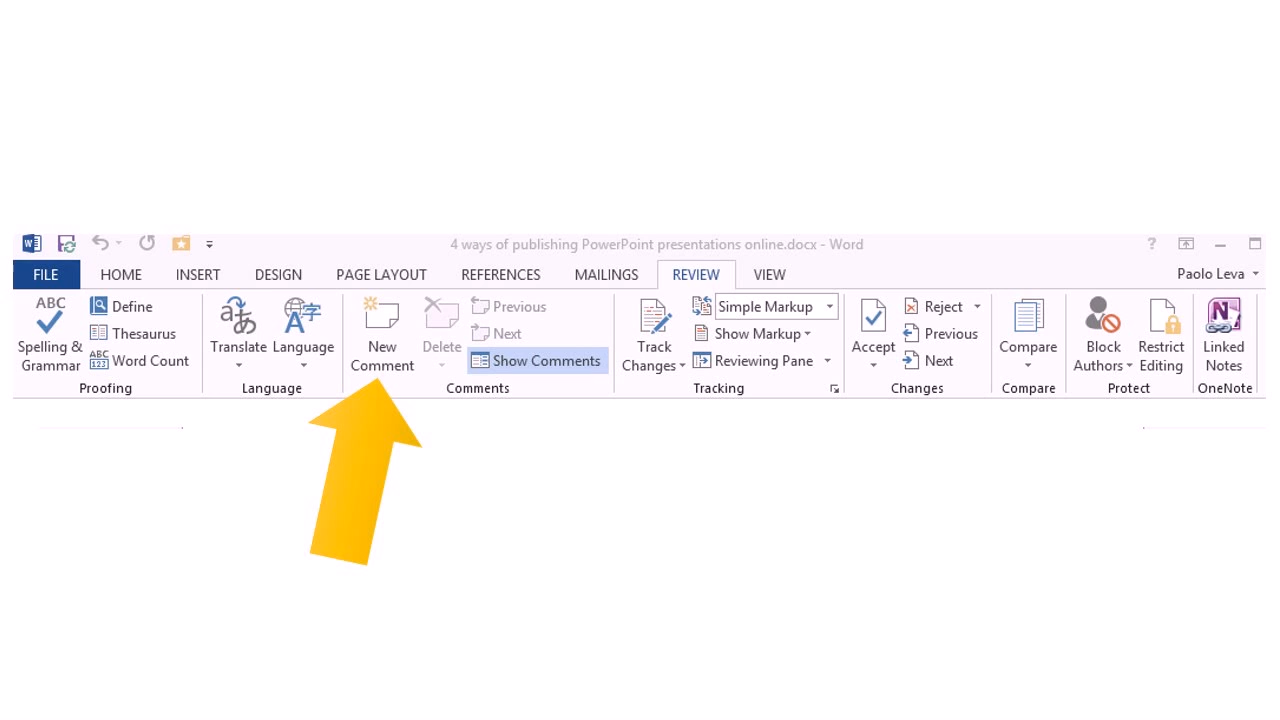 4 ways of publishing PowerPoint presentations online.docx - Word
?
FILE HOME INSERT DESIGN PAGE LAYOUT REFERENCES MAILINGS REVIEW VIEW Paolo Leva
ABC
Spelling &
Grammar
Define
Thesaurus
ABC
123
Word Count
Proofing
Translate
Language
Language
New
Comment
Delete
Previous
Next
Show Comments
Comments
Track
Changes
Simple Markup
Show Markup
Reviewing Pane
Tracking
Accept
Reject
Previous
Next
Changes
Compare
Compare
Block
Authors
Restrict
Editing
Protect
Linked
Notes
OneNote